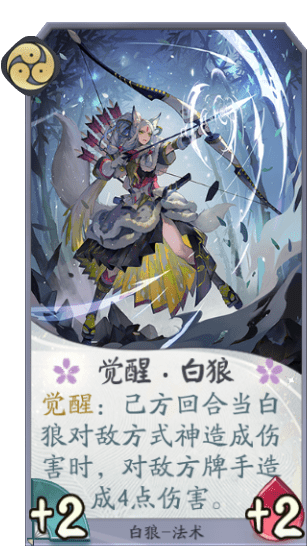 觉醒·白狼
觉醒：己方回合当白
狼对敌方式神造成伤
害时，对敌方牌手造
成4点伤害。
+2
白狼-法术
+2